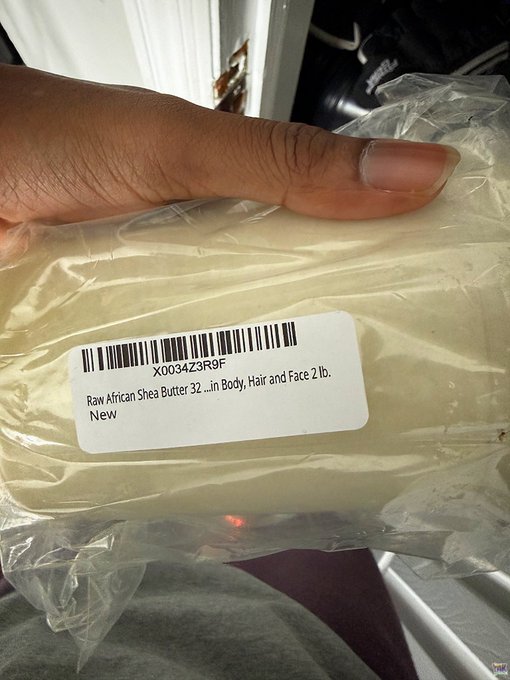 X0034Z3R9F
Raw African Shea Butter 32 ...in Body, Hair and Face 2 lb.
New